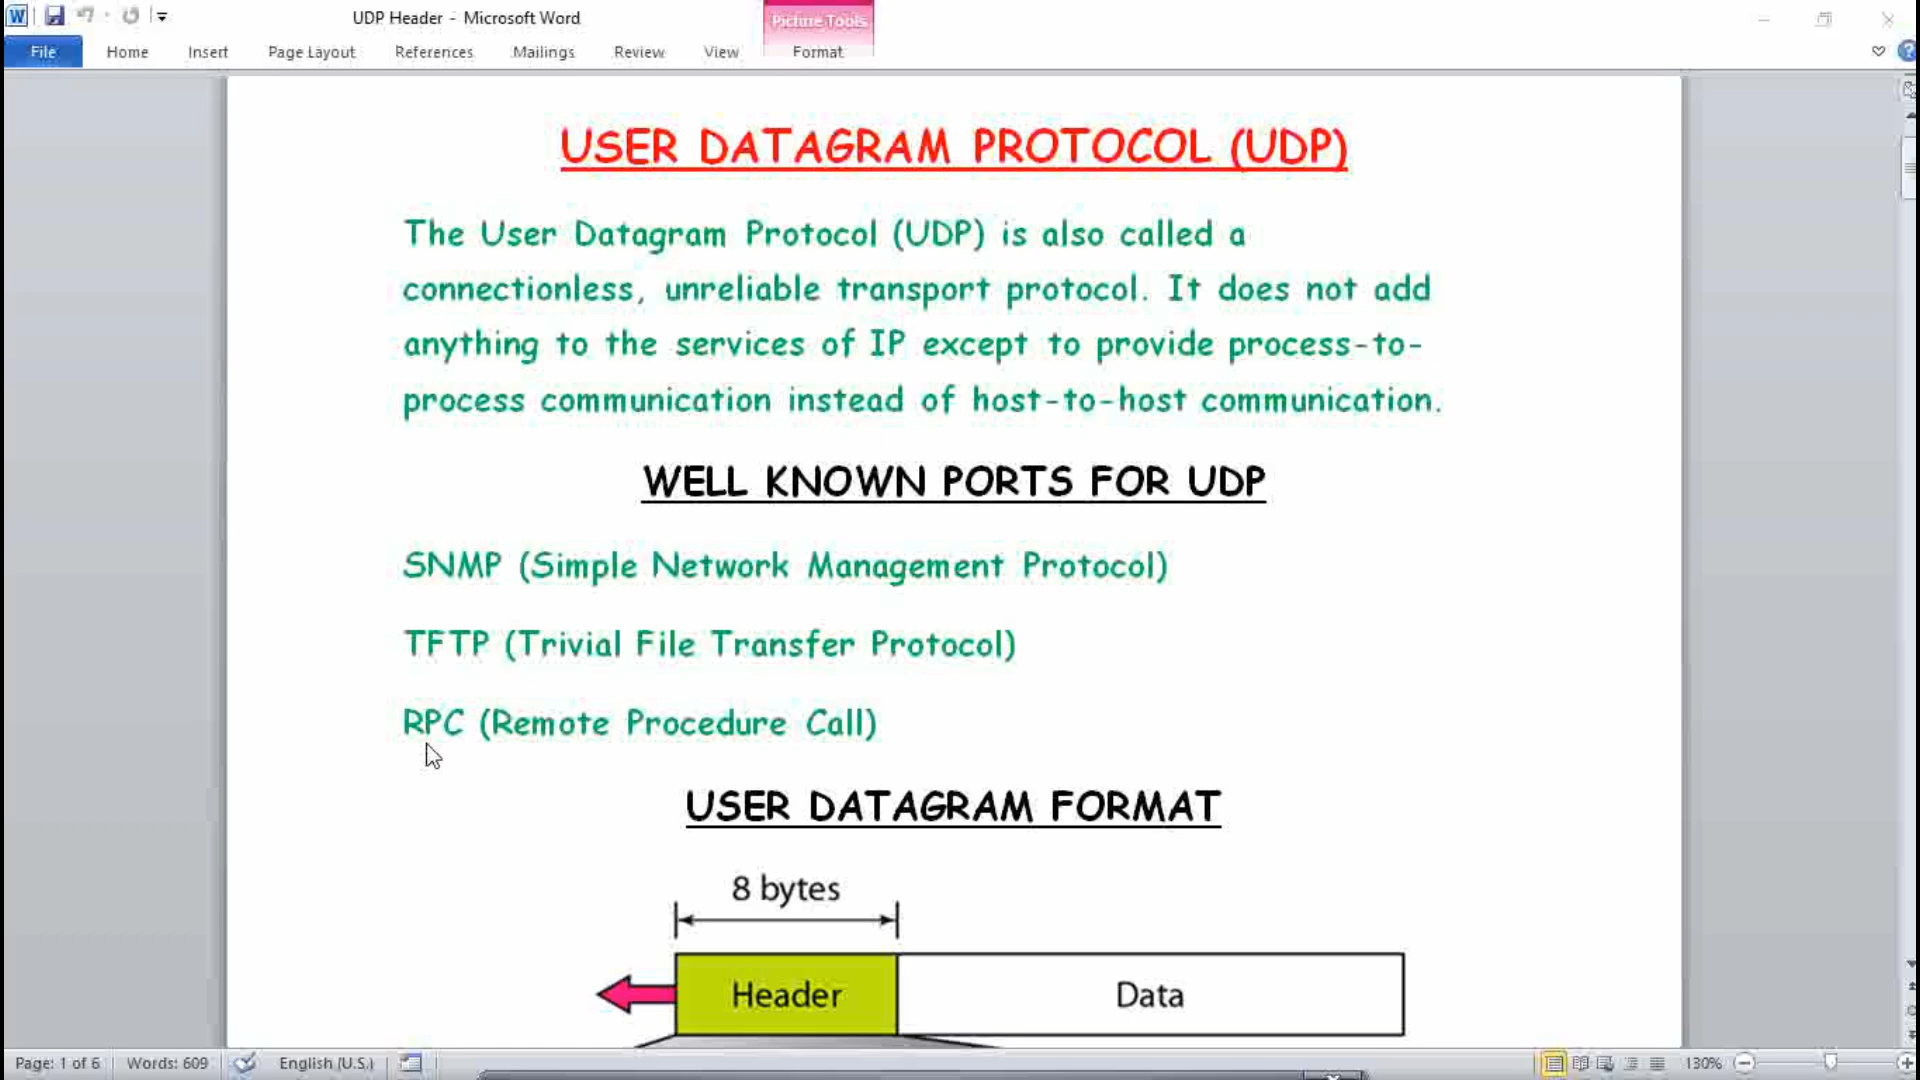 UDP Header - Microsoft Word
Picture Tools
File Home Insert Page Layout References Mailings Review View Format
USER DATAGRAM PROTOCOL (UDP)
The User Datagram Protocol (UDP) is also called a
connectionless, unreliable transport protocol. It does not add
anything to the services of IP except to provide process-to-
process communication instead of host-to-host communication.
WELL KNOWN PORTS FOR UDP
SNMP (Simple Network Management Protocol)
TFTP (Trivial File Transfer Protocol)
RPC (Remote Procedure Call)
USER DATAGRAM FORMAT
8 bytes
Header Data
Page: 1 of 6 Words: 609 English (U.S.) 130%